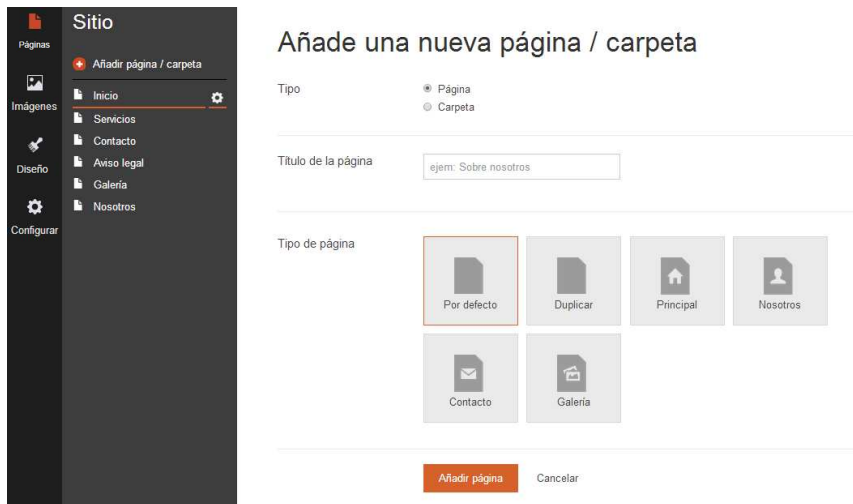 Páginas
Imágenes
Diseño
Configurar
Sitio
Añadir página / carpeta
Inicio
Servicios
Contacto
Aviso legal
Galería
Nosotros
Añade una nueva página / carpeta
Tipo
Página
Carpeta
Título de la página
ejem: Sobre nosotros
Tipo de página
Por defecto
Duplicar
Principal
Nosotros
Contacto
Galería
Añadir página
Cancelar